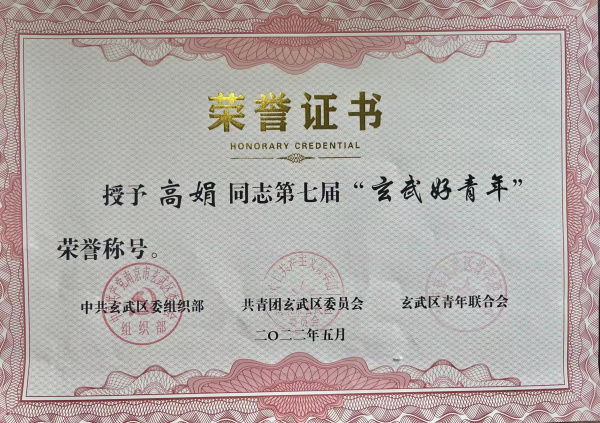 荣誉证书
HONORARY CREDENTIAL
授予 高娟 同志第七届“玄武好青年”
荣誉称号。
中共玄武区委组织部 共青团玄武区委员会 玄武区青年联合会
组织部
二〇二二年五月